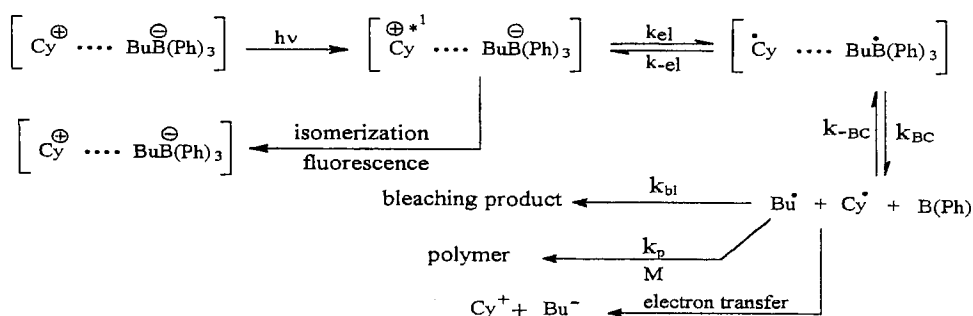 [ Cy⊕ ···· BuB⊖(Ph)3 ] hν [ Cy⊕*1 ···· BuB⊖(Ph)3 ] kel k-el [ Cy• ···· BuB•(Ph)3 ]
[ Cy⊕ ···· BuB⊖(Ph)3 ] isomerization fluorescence
k-BC kBC
bleaching product kbl Bu• + Cy• + B(Ph)
polymer kp M
Cy+ + Bu− electron transfer